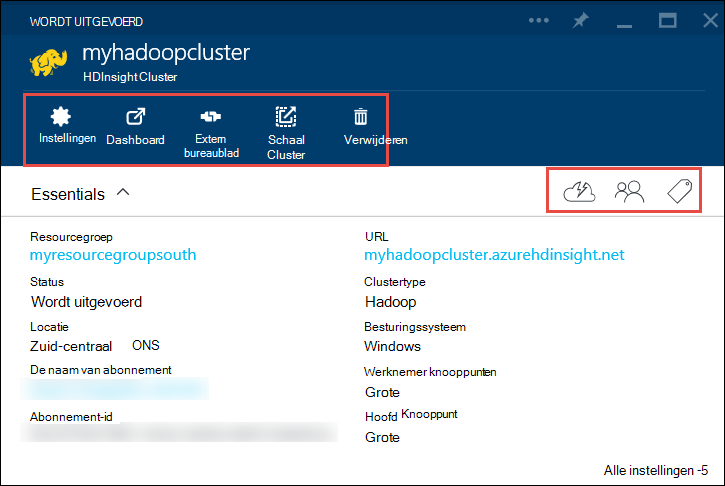 WORDT UITGEVOERD
myhadoopcluster
HDInsight Cluster
Instellingen
Dashboard
Extern
bureaublad
Schaal
Cluster
Verwijderen
Essentials
Resourcegroep
myresourcegroupsouth
Status
Wordt uitgevoerd
Locatie
Zuid-centraal ONS
De naam van abonnement
Abonnement-id
URL
myhadoopcluster.azurehdinsight.net
Clustertype
Hadoop
Besturingssysteem
Windows
Werknemer knooppunten
Grote
Hoofd Knooppunt
Grote
Alle instellingen -5